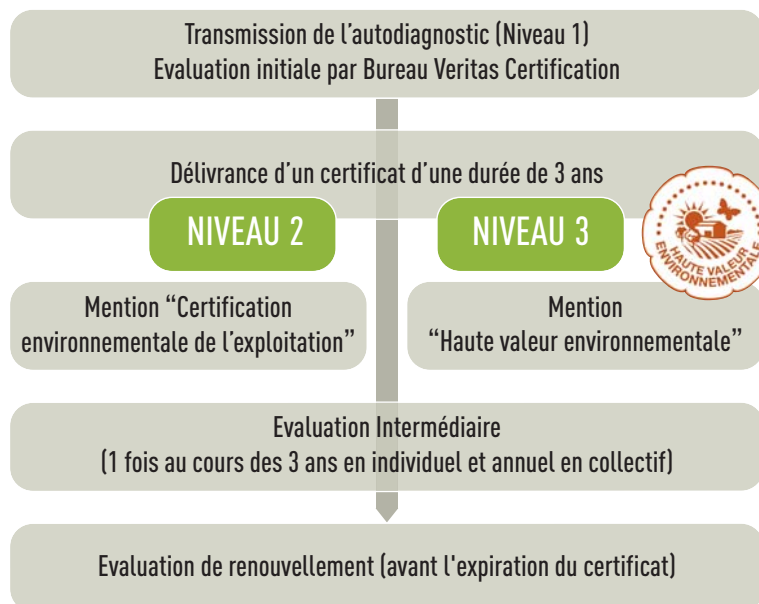 Transmission de l'autodiagnostic (Niveau 1)
Evaluation initiale par Bureau Veritas Certification
Délivrance d'un certificat d'une durée de 3 ans
NIVEAU 2
NIVEAU 3
HAUTE VALEUR
ENVIRONNEMENTALE
Mention “Certification
environnementale de l'exploitation”
Mention
“Haute valeur environnementale”
Evaluation Intermédiaire
(1 fois au cours des 3 ans en individuel et annuel en collectif)
Evaluation de renouvellement (avant l'expiration du certificat)